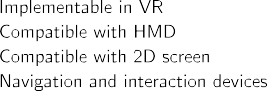 Implementable in VR
Compatible with HMD
Compatible with 2D screen
Navigation and interaction devices